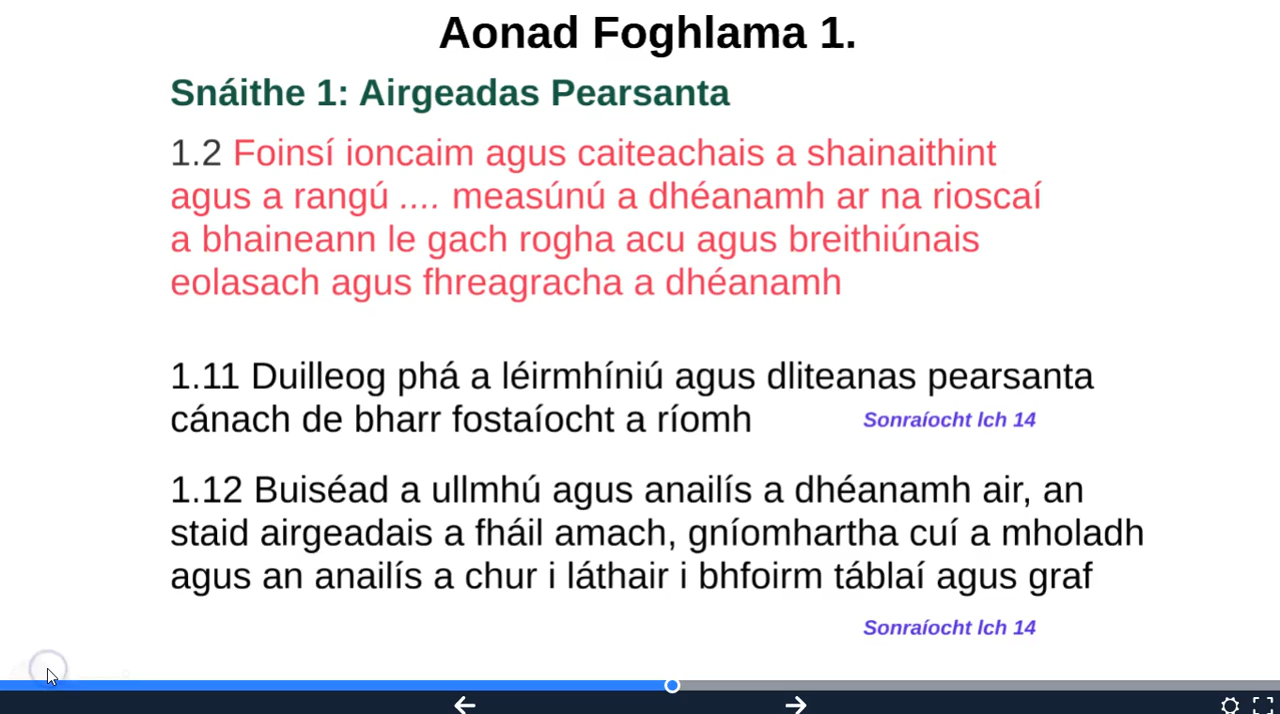 Aonad Foghlama 1.
Snáithe 1: Airgeadas Pearsanta
1.2 Foinsí ioncaim agus caiteachais a shainaithint
agus a rangú .... measúnú a dhéanamh ar na rioscaí
a bhaineann le gach rogha acu agus breithiúnais
eolasach agus fhreagracha a dhéanamh
1.11 Duilleog phá a léirmhíniú agus dliteanas pearsanta
cánach de bharr fostaíocht a ríomh
Sonraíocht lch 14
1.12 Buiséad a ullmhú agus anailís a dhéanamh air, an
staid airgeadais a fháil amach, gníomhartha cuí a mholadh
agus an anailís a chur i láthair i bhfoirm táblaí agus graf
Sonraíocht lch 14